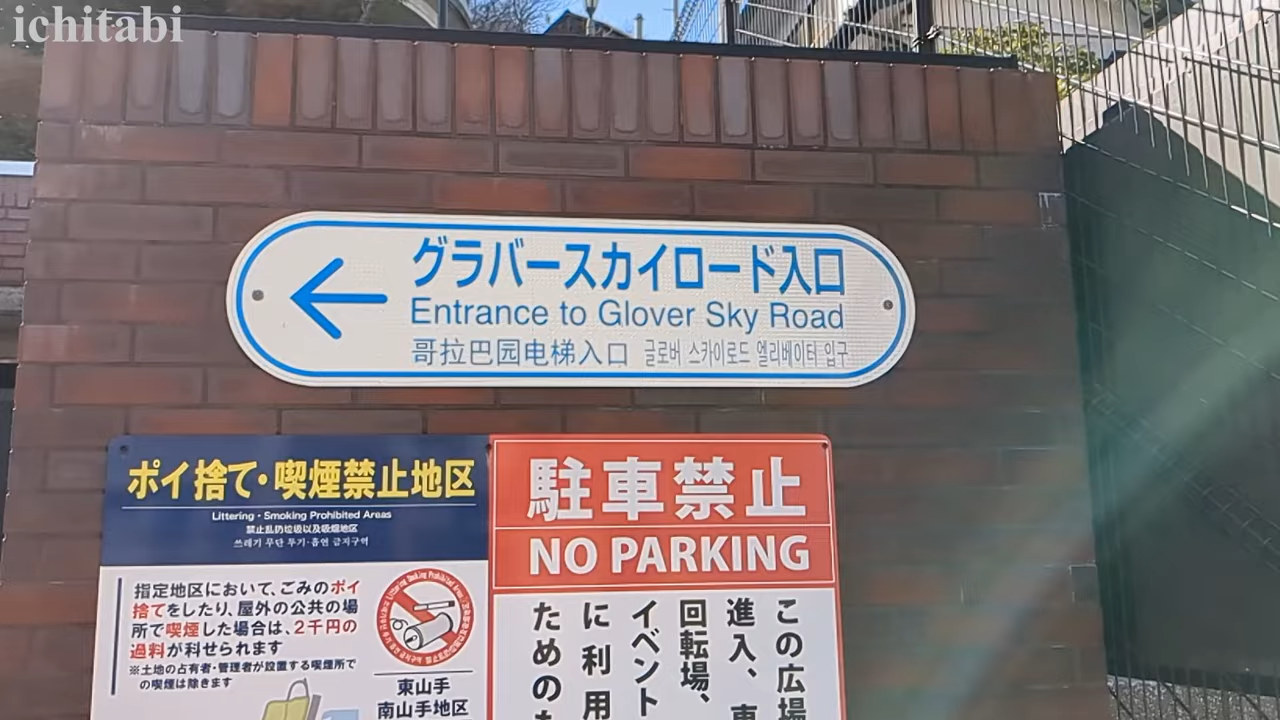 ichitabi
グラバースカイロード入口
Entrance to Glover Sky Road
哥拉巴园电梯入口 글로버 스카이로드 엘리베이터 입구
ポイ捨て・喫煙禁止地区
Littering・Smoking Prohibited Areas
禁止乱扔垃圾以及吸烟地区
쓰레기 무단 투기·흡연 금지구역
指定地区において、ごみのポイ
捨てをしたり、屋外の公共の場
所で喫煙した場合は、2千円の
過料が科せられます
※土地の占有者・管理者が設置する喫煙所で
の喫煙は除きます
東山手
南山手地区
駐車禁止
NO PARKING
この広場
進入、車
回転場、
イベント
に利用
ための